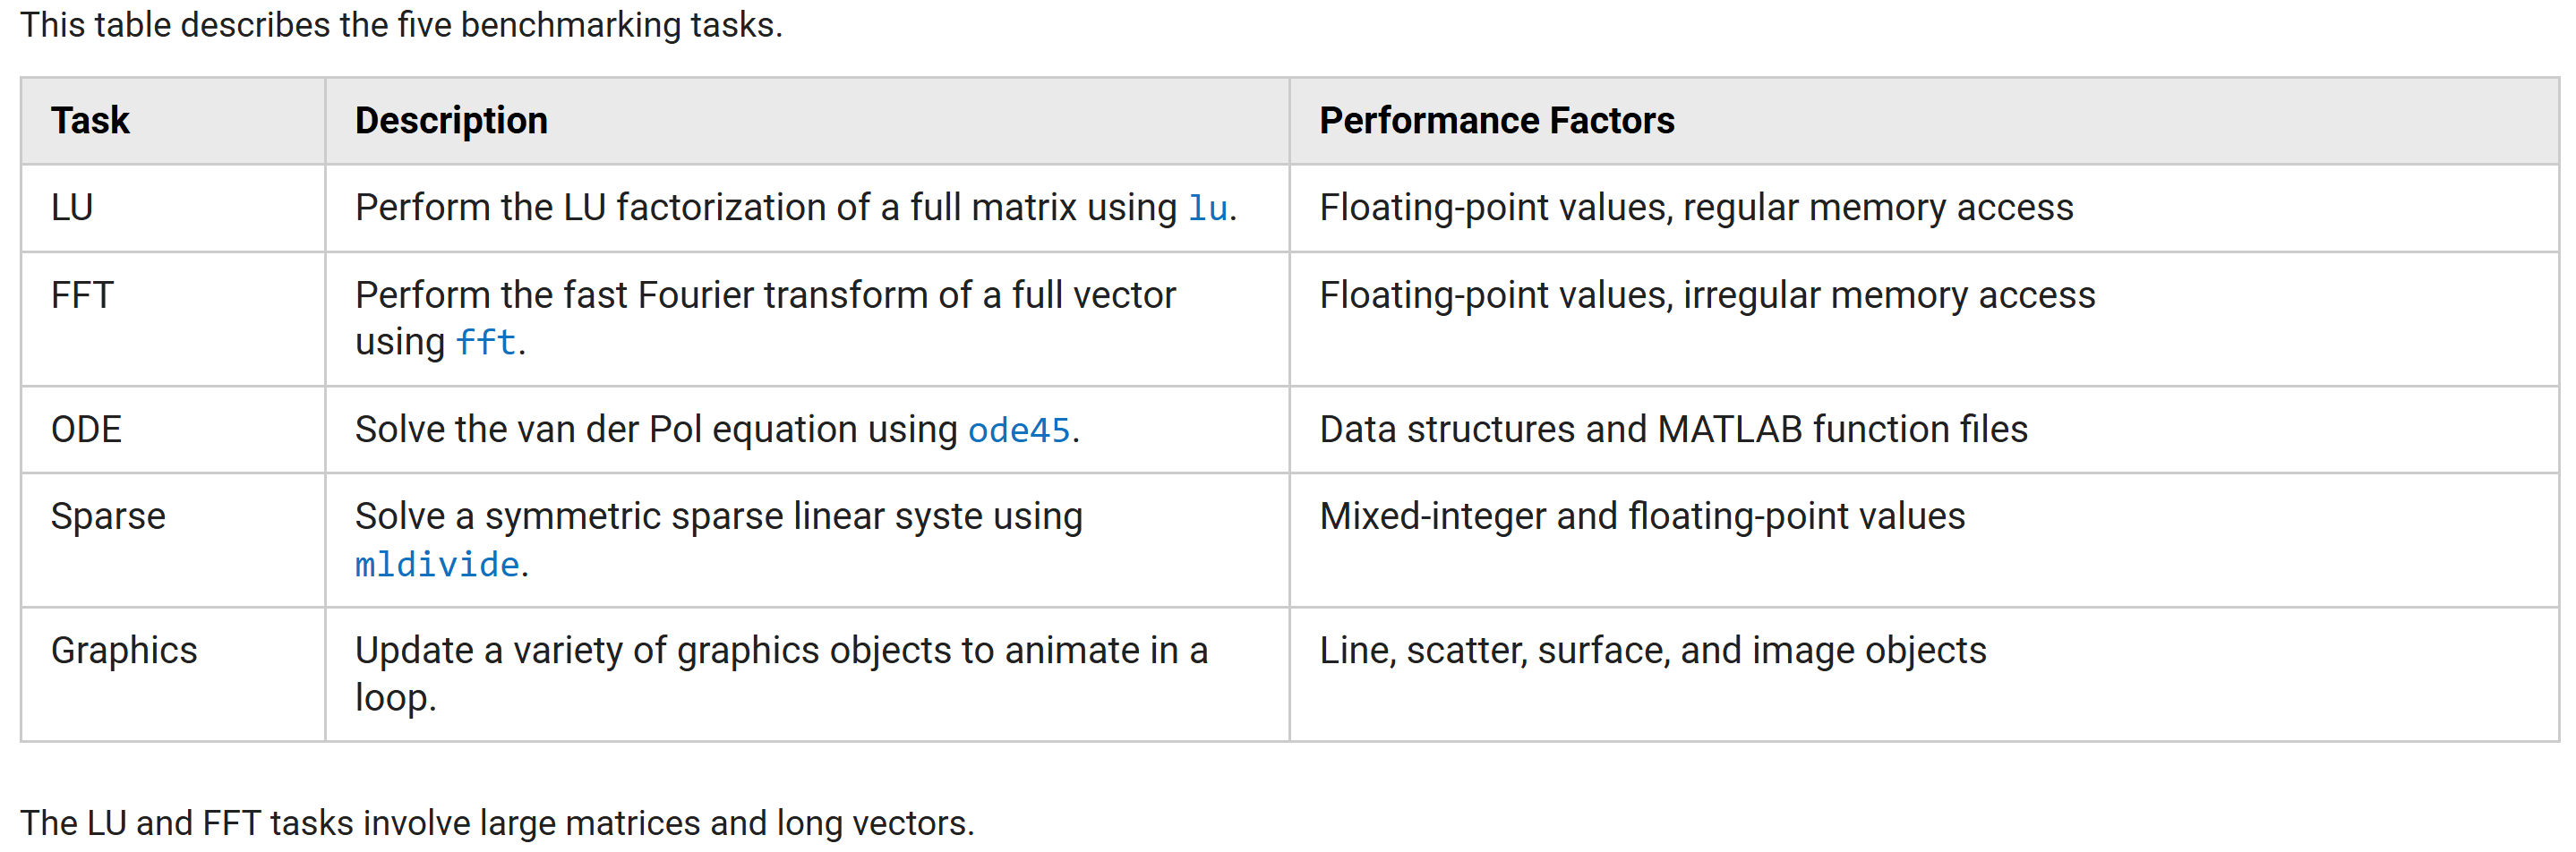 This table describes the five benchmarking tasks.
Task Description Performance Factors
LU Perform the LU factorization of a full matrix using lu. Floating-point values, regular memory access
FFT Perform the fast Fourier transform of a full vector Floating-point values, irregular memory access
using fft.
ODE Solve the van der Pol equation using ode45. Data structures and MATLAB function files
Sparse Solve a symmetric sparse linear syste using Mixed-integer and floating-point values
mldivide.
Graphics Update a variety of graphics objects to animate in a Line, scatter, surface, and image objects
loop.
The LU and FFT tasks involve large matrices and long vectors.